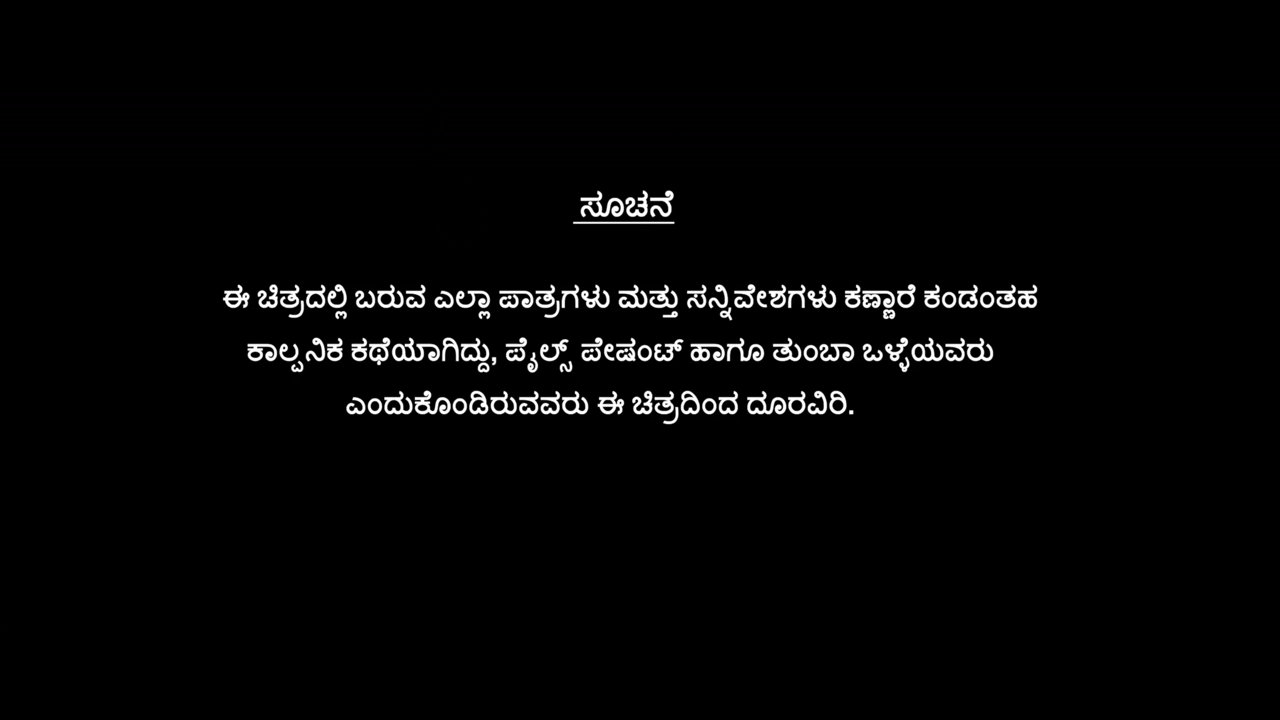 ಸೂಚನೆ
ಈ ಚಿತ್ರದಲ್ಲಿ ಬರುವ ಎಲ್ಲಾ ಪಾತ್ರಗಳು ಮತ್ತು ಸನ್ನಿವೇಶಗಳು ಕಣ್ಣಾರೆ ಕಂಡಂತಹ
ಕಾಲ್ಪನಿಕ ಕಥೆಯಾಗಿದ್ದು, ಪೈಲ್ಸ್ ಪೇಷಂಟ್ ಹಾಗೂ ತುಂಬಾ ಒಳ್ಳೆಯವರು
ಎಂದುಕೊಂಡಿರುವವರು ಈ ಚಿತ್ರದಿಂದ ದೂರವಿರಿ.